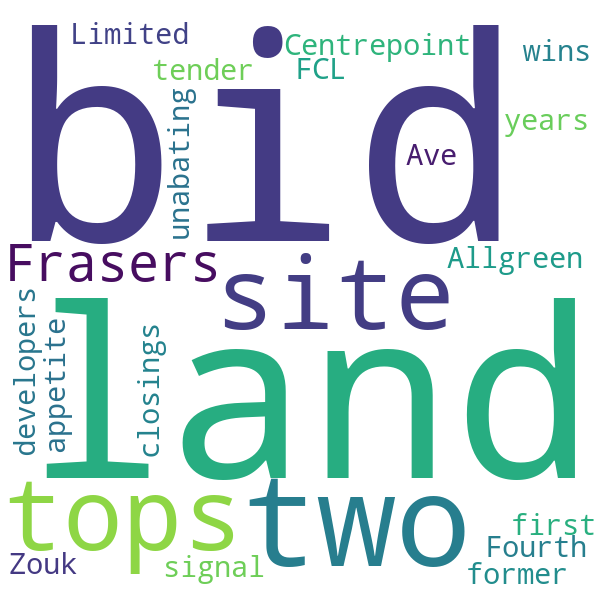 Limited
Centrepoint
wins
tender
FCL
bid
unabating
years
Ave
Frasers
site
Allgreen
developers
appetite
closings
land
tops
two
first
Fourth
Zouk
signal
former